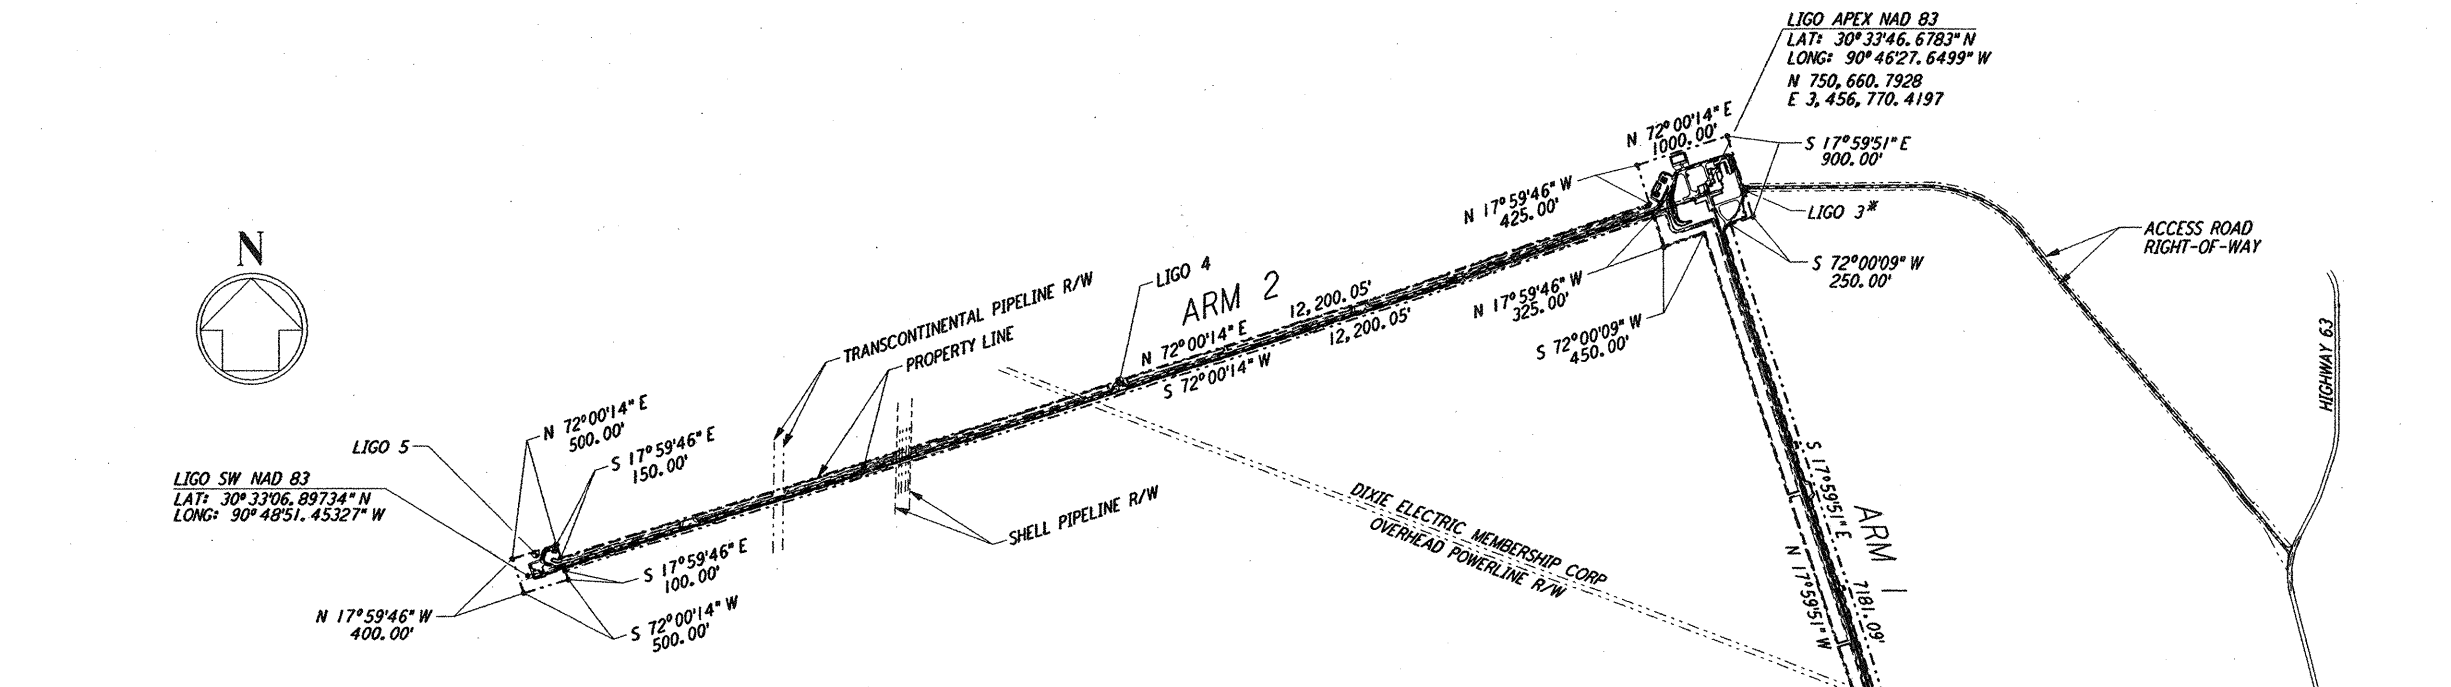 LIGO APEX NAD 83
LAT: 30°33'46.6783" N
LONG: 90°46'27.6499" W
N 750,660.7928
E 3,456,770.4197
N 72°00'14" E
1000.00'
S 17°59'51" E
900.00'
N 17°59'46" W
425.00'
LIGO 3*
ACCESS ROAD
RIGHT-OF-WAY
S 72°00'09" W
250.00'
N
LIGO 4
ARM 2
TRANSCONTINENTAL PIPELINE R/W
PROPERTY LINE
12,200.05'
N 72°00'14" E
12,200.05'
S 72°00'14" W
N 17°59'46" W
325.00'
S 72°00'09" W
450.00'
HIGHWAY 63
N 72°00'14" E
500.00'
LIGO 5
S 17°59'46" E
150.00'
LIGO SW NAD 83
LAT: 30°33'06.89734" N
LONG: 90°48'51.45327" W
SHELL PIPELINE R/W
DIXIE ELECTRIC MEMBERSHIP CORP
OVERHEAD POWERLINE R/W
S 17°59'51" E
7181.09'
ARM 1
N 17°59'51" W
S 17°59'46" E
100.00'
N 17°59'46" W
400.00'
S 72°00'14" W
500.00'